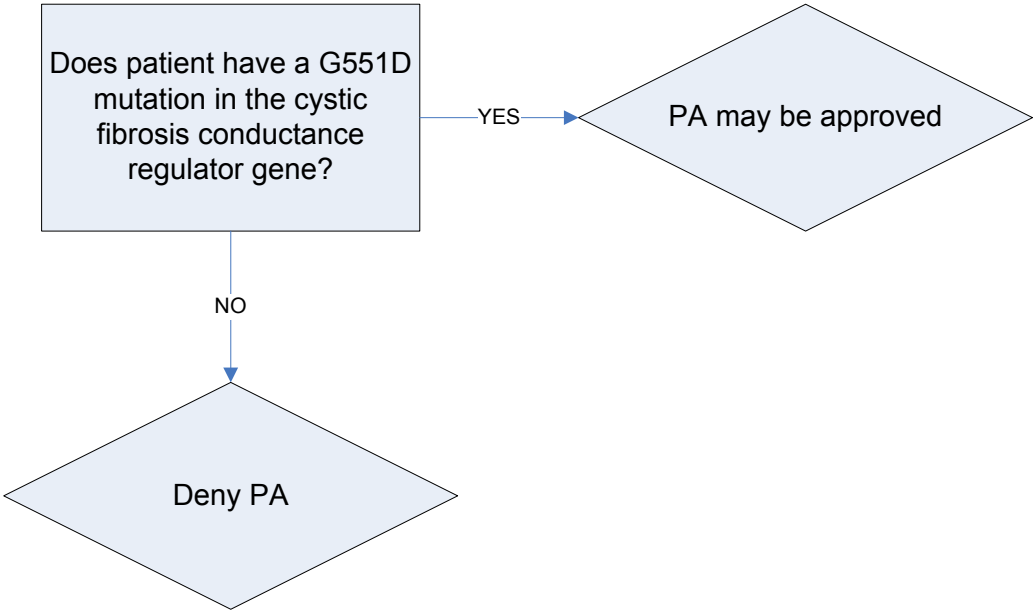 Does patient have a G551D
mutation in the cystic
fibrosis conductance
regulator gene?
YES
PA may be approved
NO
Deny PA